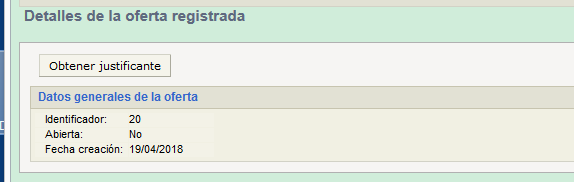 Detalles de la oferta registrada
Obtener justificante
Datos generales de la oferta
Identificador: 20
Abierta: No
Fecha creación: 19/04/2018